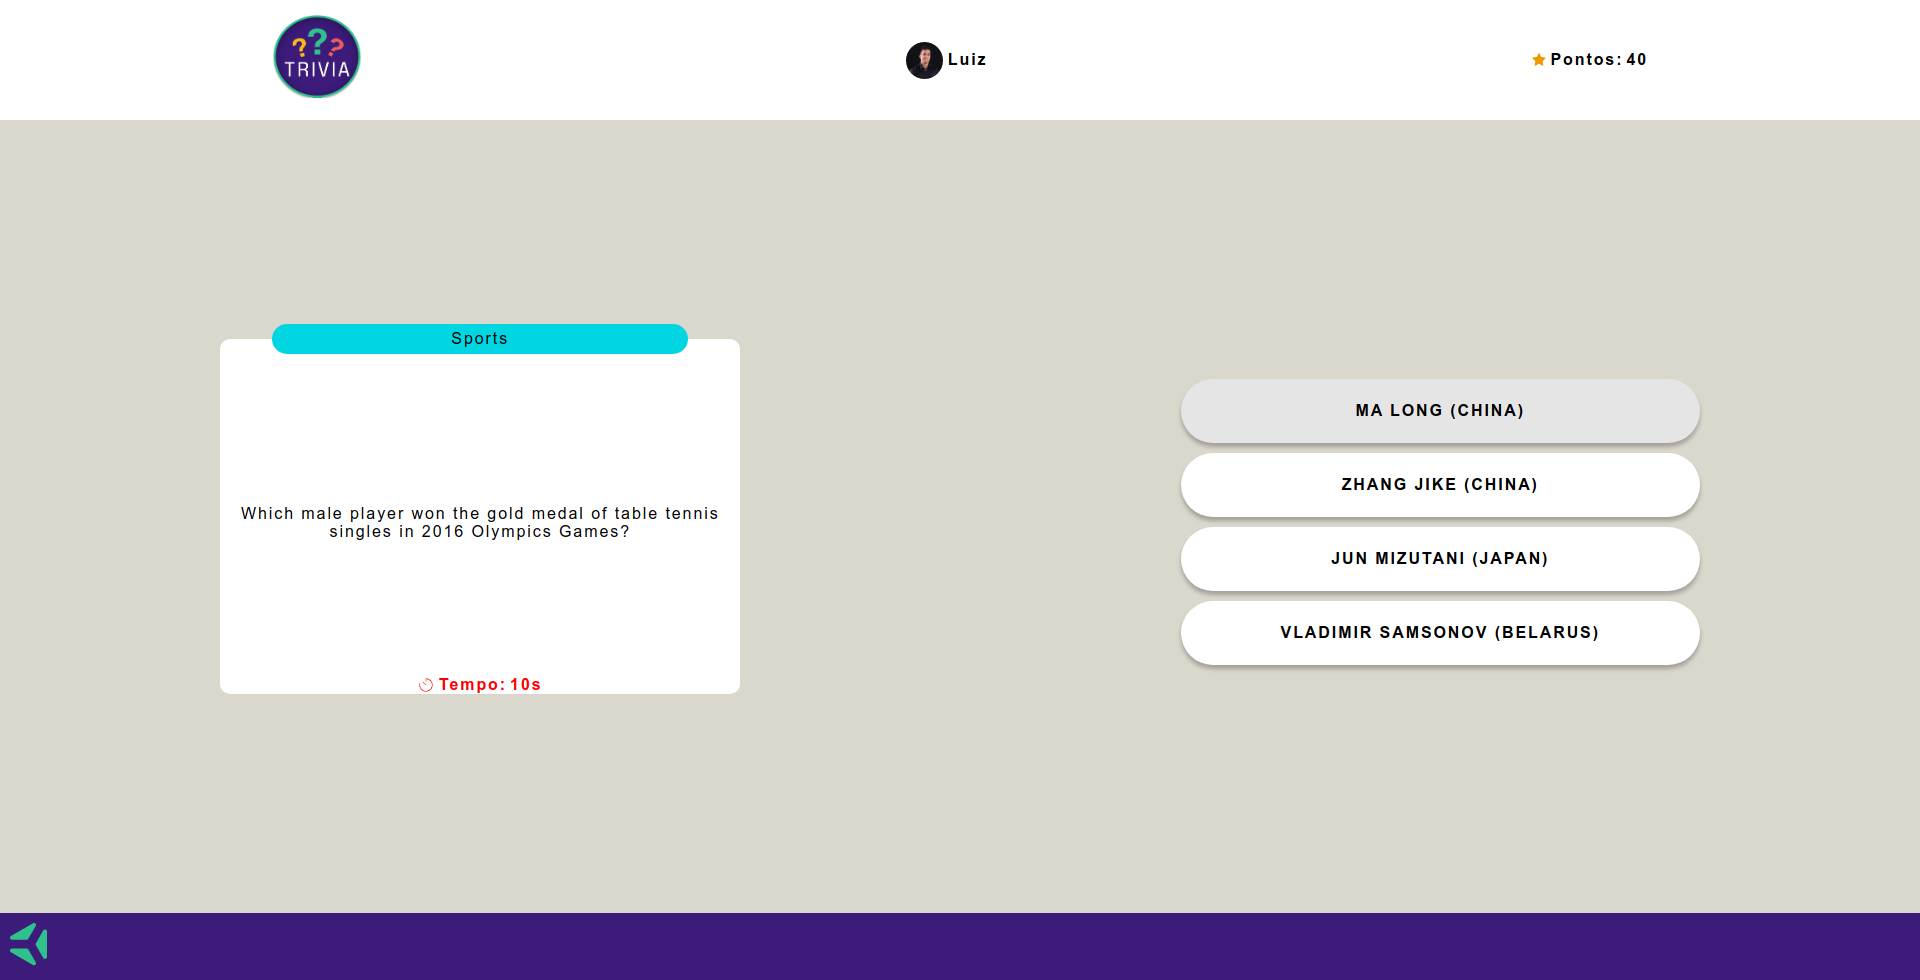 ???
TRIVIA
Luiz
Pontos: 40
Sports
Which male player won the gold medal of table tennis
singles in 2016 Olympics Games?
Tempo: 10s
MA LONG (CHINA)
ZHANG JIKE (CHINA)
JUN MIZUTANI (JAPAN)
VLADIMIR SAMSONOV (BELARUS)